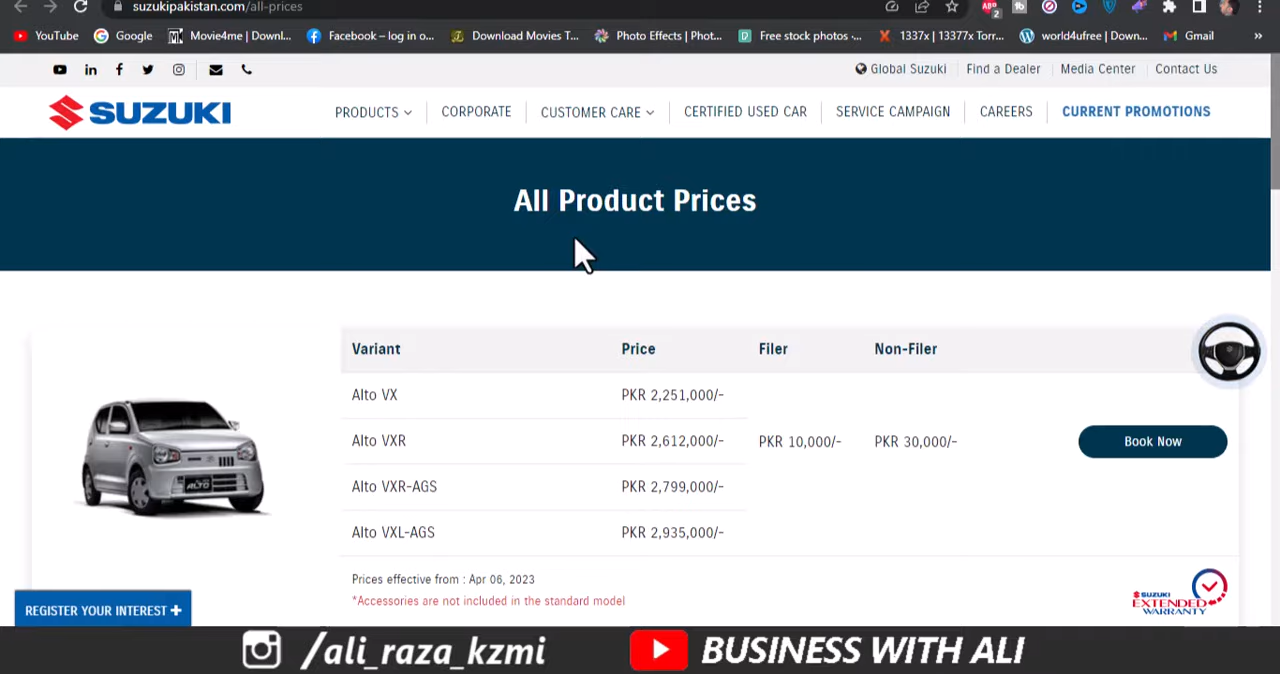 suzukipakistan.com/all-prices
YouTube Google Movie4me | Downl... Facebook – log in o... Download Movies T... Photo Effects | Phot... Free stock photos -... 1337x | 13377x Torr... world4ufree | Down... Gmail »
Global Suzuki Find a Dealer Media Center Contact Us
SUZUKI
PRODUCTS CORPORATE CUSTOMER CARE CERTIFIED USED CAR SERVICE CAMPAIGN CAREERS CURRENT PROMOTIONS
All Product Prices
Variant Price Filer Non-Filer
Alto VX PKR 2,251,000/-
Alto VXR PKR 2,612,000/- PKR 10,000/- PKR 30,000/- Book Now
Alto VXR-AGS PKR 2,799,000/-
ALTO
Alto VXL-AGS PKR 2,935,000/-
Prices effective from : Apr 06, 2023
*Accessories are not included in the standard model
SUZUKI
EXTENDED
WARRANTY
REGISTER YOUR INTEREST +
/ali_raza_kzmi BUSINESS WITH ALI